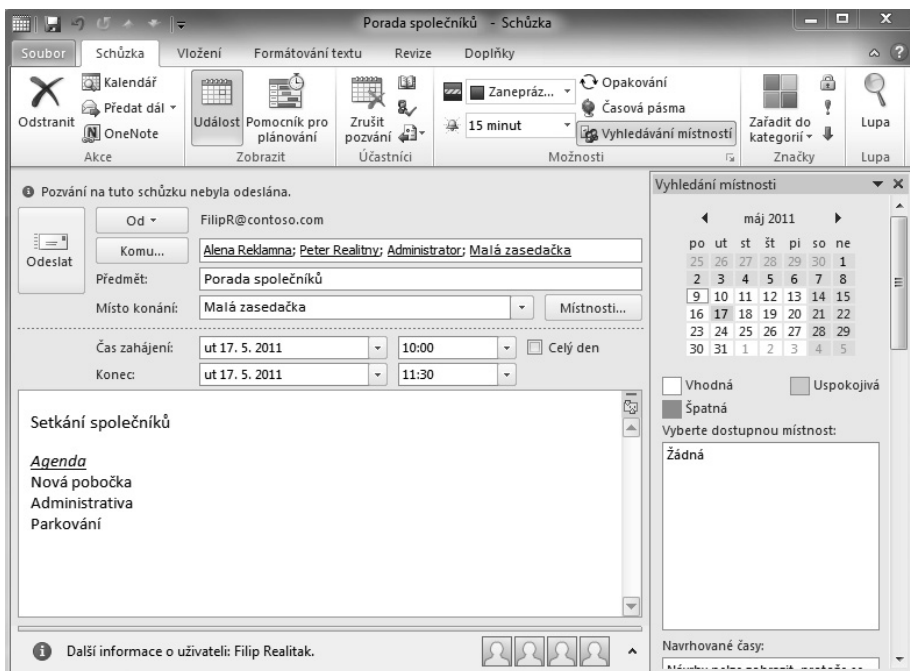 Porada společníků - Schůzka
Soubor Schůzka Vložení Formátování textu Revize Doplňky
Odstranit
Kalendář
Předat dál
OneNote
Akce
Událost
Pomocník pro plánování
Zobrazit
Zrušit pozvání
Účastníci
Zanepráz...
15 minut
Opakování
Časová pásma
Vyhledávání místností
Možnosti
Zařadit do kategorií
Značky
Lupa
Lupa
Pozvání na tuto schůzku nebyla odeslána.
Odeslat
Od FilipR@contoso.com
Komu... Alena Reklamna; Peter Realitny; Administrator; Malá zasedačka
Předmět: Porada společníků
Místo konání: Malá zasedačka Místnosti...
Čas zahájení: ut 17. 5. 2011 10:00 Celý den
Konec: ut 17. 5. 2011 11:30
Setkání společníků
Agenda
Nová pobočka
Administrativa
Parkování
Další informace o uživateli: Filip Realitak.
Vyhledání místnosti
máj 2011
po ut st št pi so ne
25 26 27 28 29 30 1
2 3 4 5 6 7 8
9 10 11 12 13 14 15
16 17 18 19 20 21 22
23 24 25 26 27 28 29
30 31 1 2 3 4 5
Vhodná Uspokojivá
Špatná
Vyberte dostupnou místnost:
Žádná
Navrhované časy: